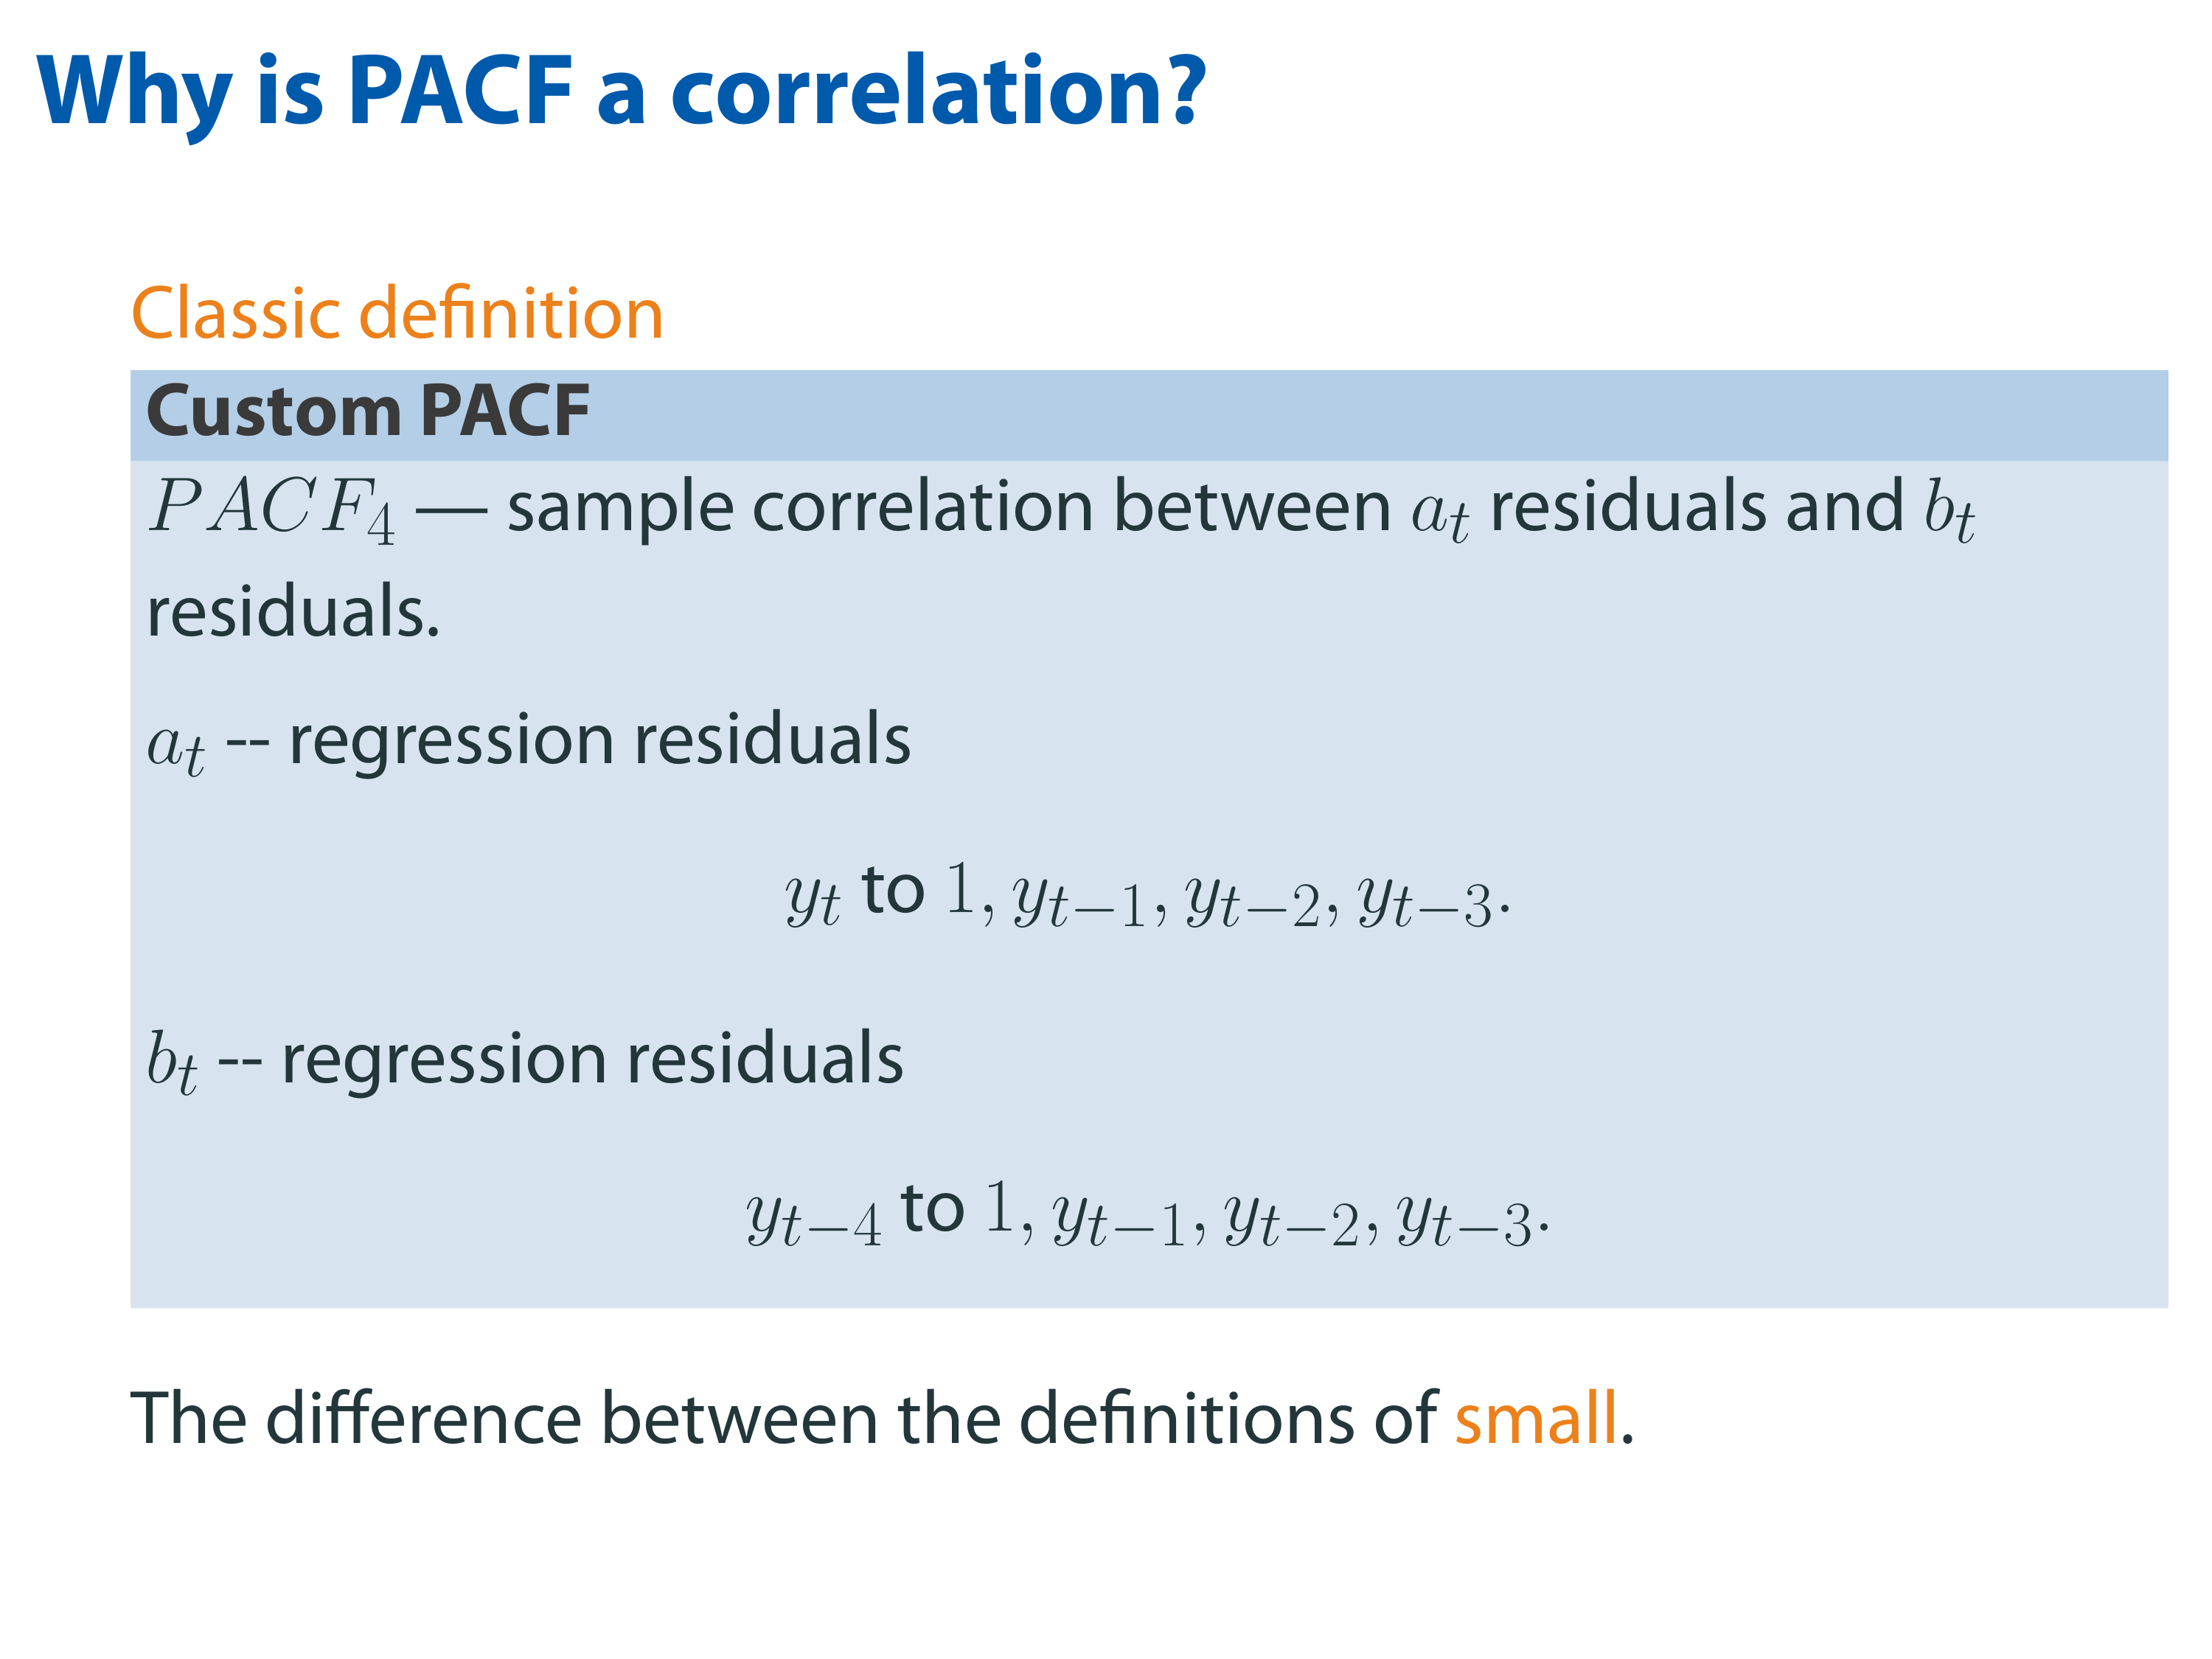 Why is PACF a correlation?
Classic definition
Custom PACF
$PACF_4$ — sample correlation between $a_t$ residuals and $b_t$
residuals.
$a_t$ -- regression residuals
$y_t$ to $1, y_{t-1}, y_{t-2}, y_{t-3}.$
$b_t$ -- regression residuals
$y_{t-4}$ to $1, y_{t-1}, y_{t-2}, y_{t-3}.$
The difference between the definitions of small.